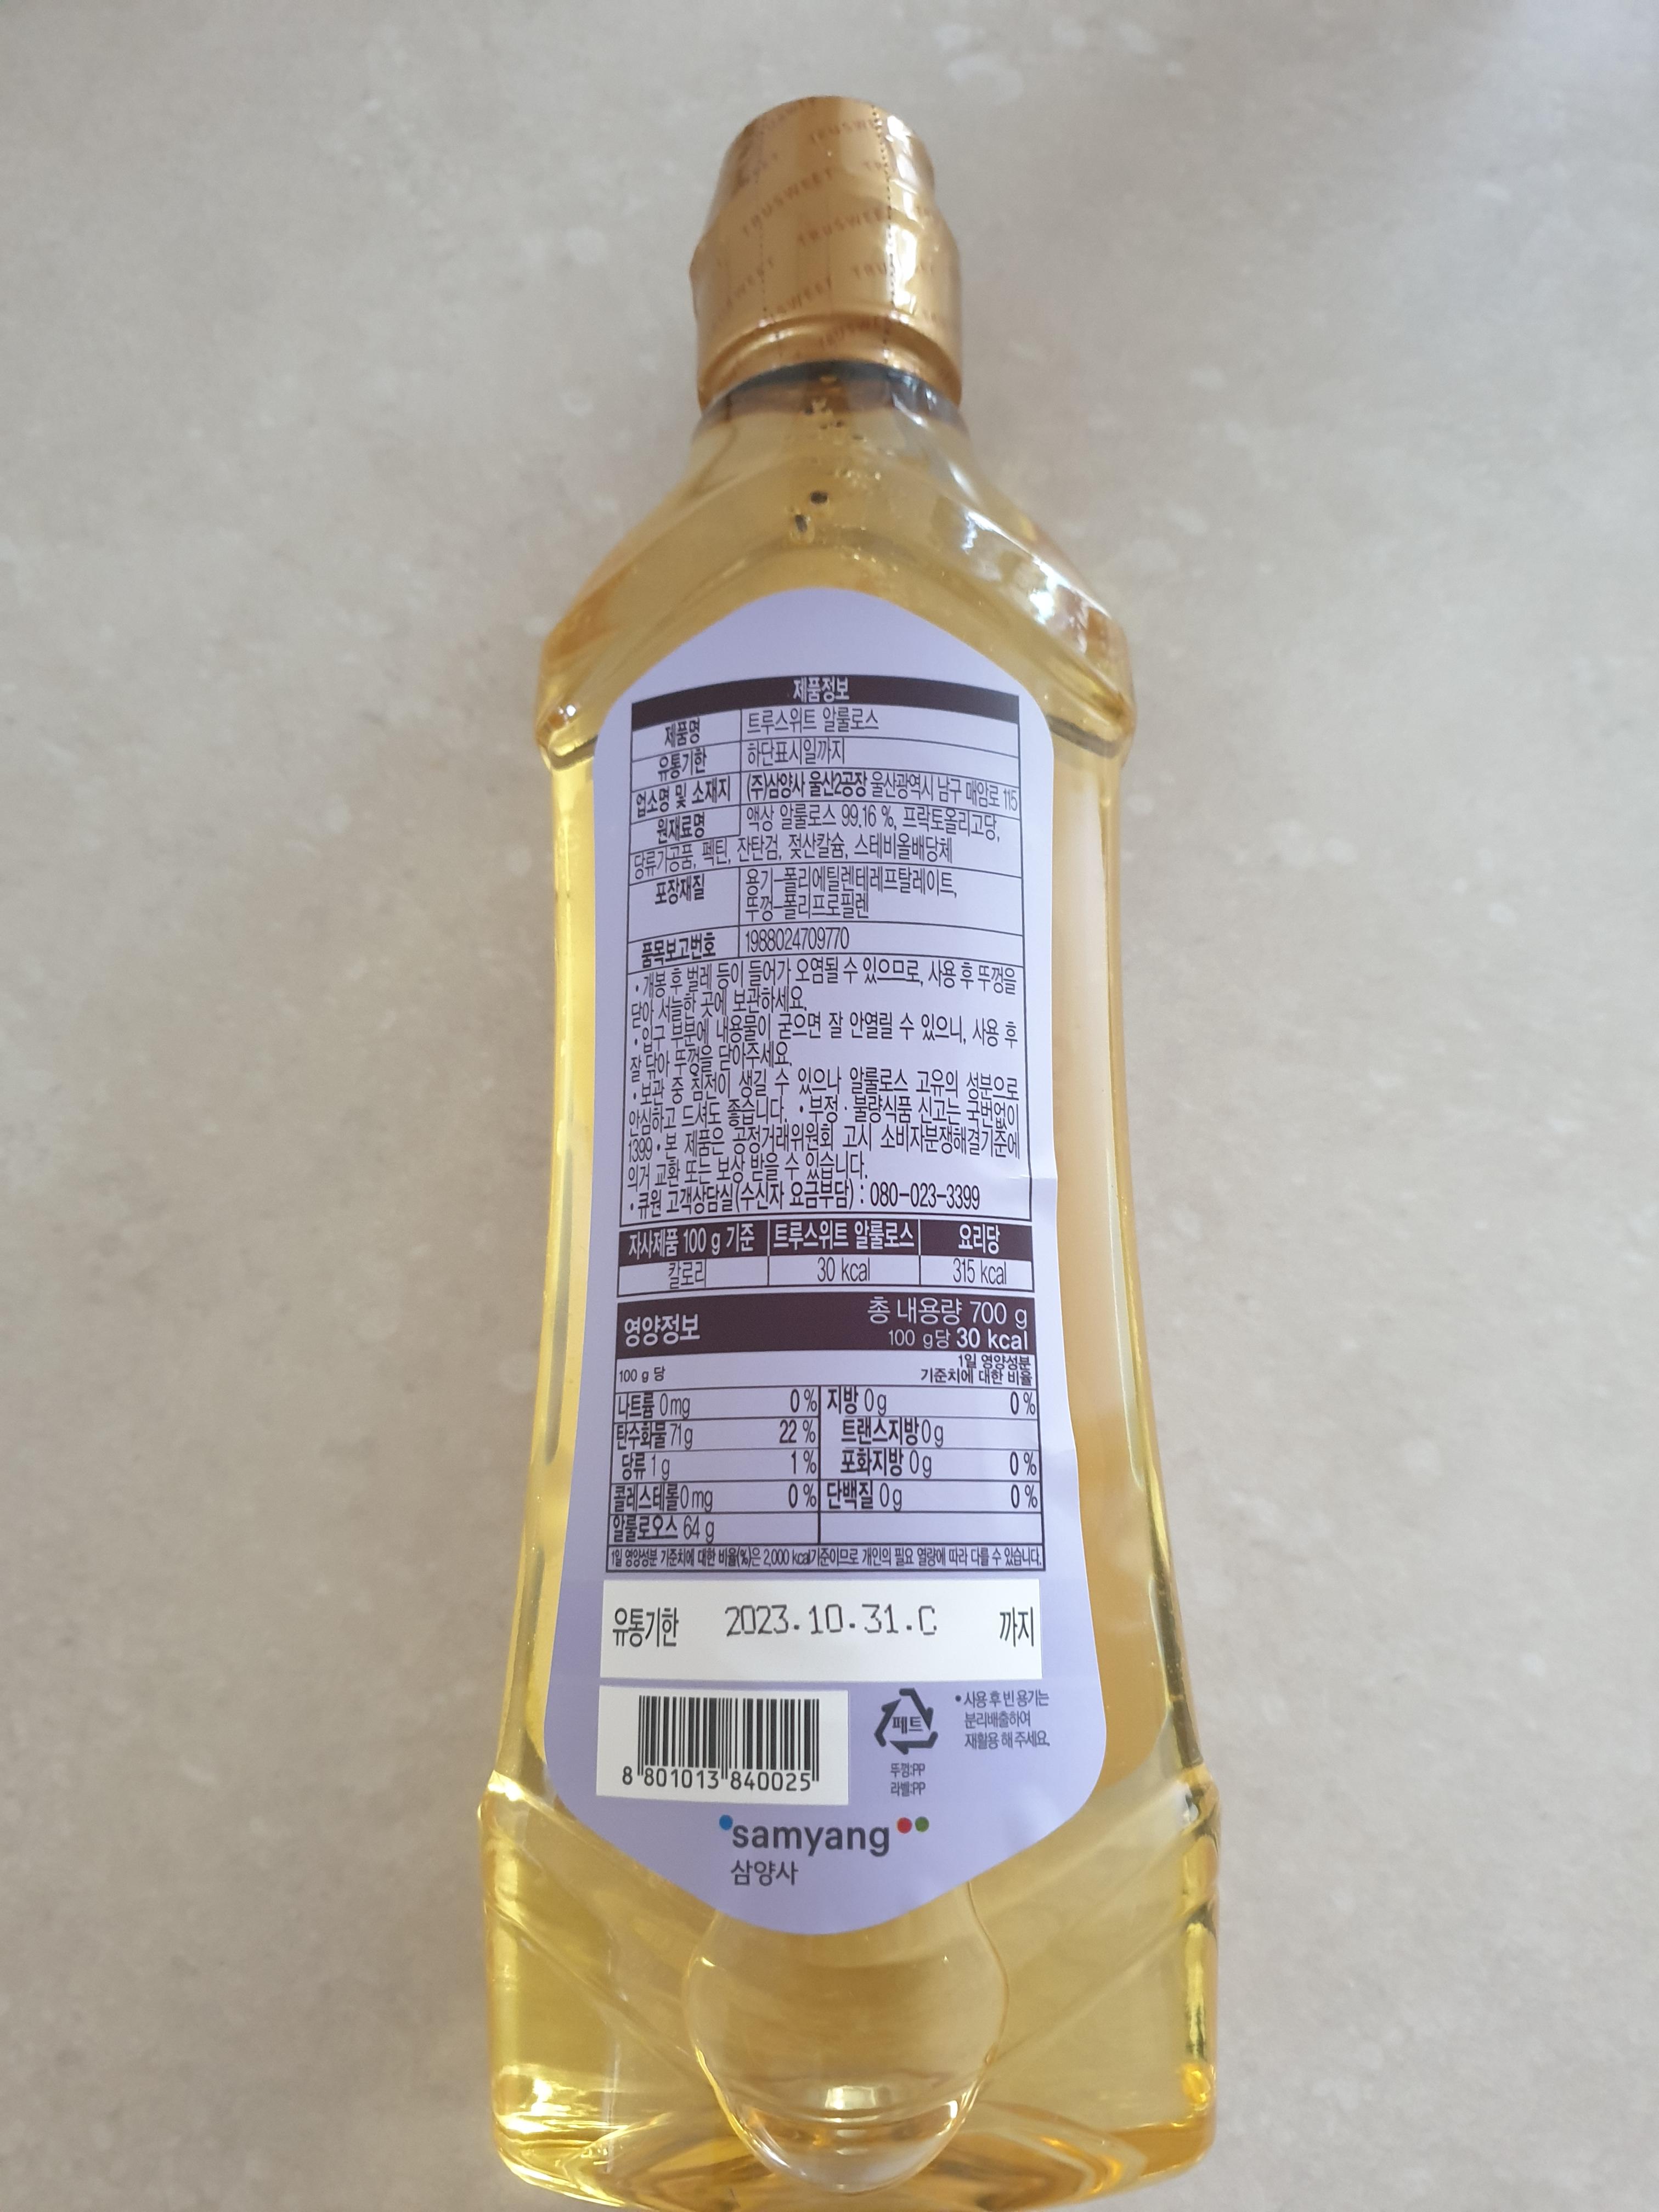 TRUSWEET
제품정보
제품명 트루스위트 알룰로스
유통기한 하단표시일까지
업소명 및 소재지 (주)삼양사 울산2공장 울산광역시 남구 매암로 115
원재료명 액상 알룰로스 99.16 %, 프락토올리고당,
당류가공품, 펙틴, 잔탄검, 젖산칼슘, 스테비올배당체
포장재질 용기-폴리에틸렌테레프탈레이트,
뚜껑-폴리프로필렌
품목보고번호 1988024709770
• 개봉 후 벌레 등이 들어가 오염될 수 있으므로, 사용 후 뚜껑을
닫아 서늘한 곳에 보관하세요.
• 입구 부분에 내용물이 굳으면 잘 안열릴 수 있으니, 사용 후
잘 닦아 뚜껑을 닫아주세요.
• 보관 중 침전이 생길 수 있으나 알룰로스 고유의 성분으로
안심하고 드셔도 좋습니다. • 부정 · 불량식품 신고는 국번없이
1399 • 본 제품은 공정거래위원회 고시 소비자분쟁해결기준에
의거 교환 또는 보상 받을 수 있습니다.
• 큐원 고객상담실(수신자 요금부담) : 080-023-3399
자사제품 100 g 기준 트루스위트 알룰로스 요리당
칼로리 30 kcal 315 kcal
영양정보 총 내용량 700 g
100 g당 30 kcal
100 g 당 1일 영양성분
기준치에 대한 비율
나트륨 0mg 0 % 지방 0g 0 %
탄수화물 71g 22 % 트랜스지방 0g
당류 1g 1 % 포화지방 0g 0 %
콜레스테롤 0mg 0 % 단백질 0g 0 %
알룰로오스 64 g
1일 영양성분 기준치에 대한 비율(%)은 2,000 kcal기준이므로 개인의 필요 열량에 따라 다를 수 있습니다.
유통기한 2023.10.31.C 까지
8 801013 840025
페트
뚜껑:PP
라벨:PP
• 사용 후 빈 용기는
분리배출하여
재활용 해 주세요.
samyang
삼양사